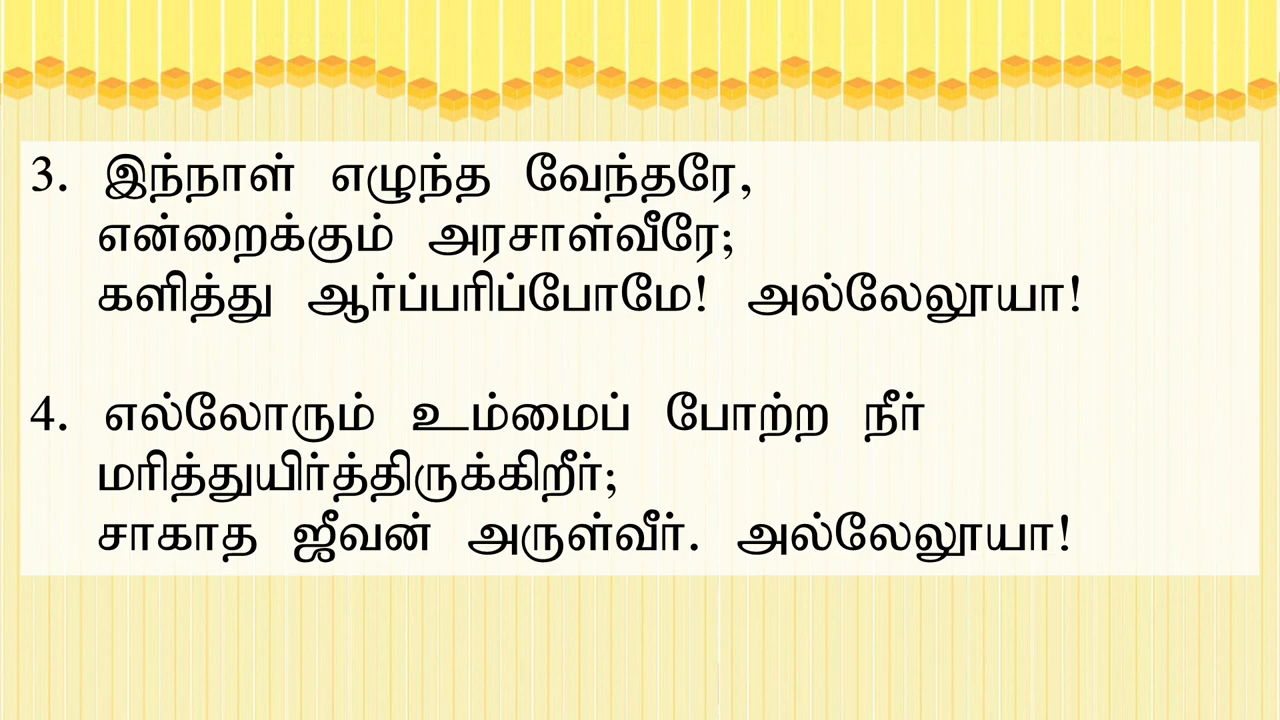 3. இந்நாள் எழுந்த வேந்தரே,
என்றைக்கும் அரசாள்வீரே;
களித்து ஆர்ப்பரிப்போமே! அல்லேலூயா!
4. எல்லோரும் உம்மைப் போற்ற நீர்
மரித்துயிர்த்திருக்கிறீர்;
சாகாத ஜீவன் அருள்வீர். அல்லேலூயா!